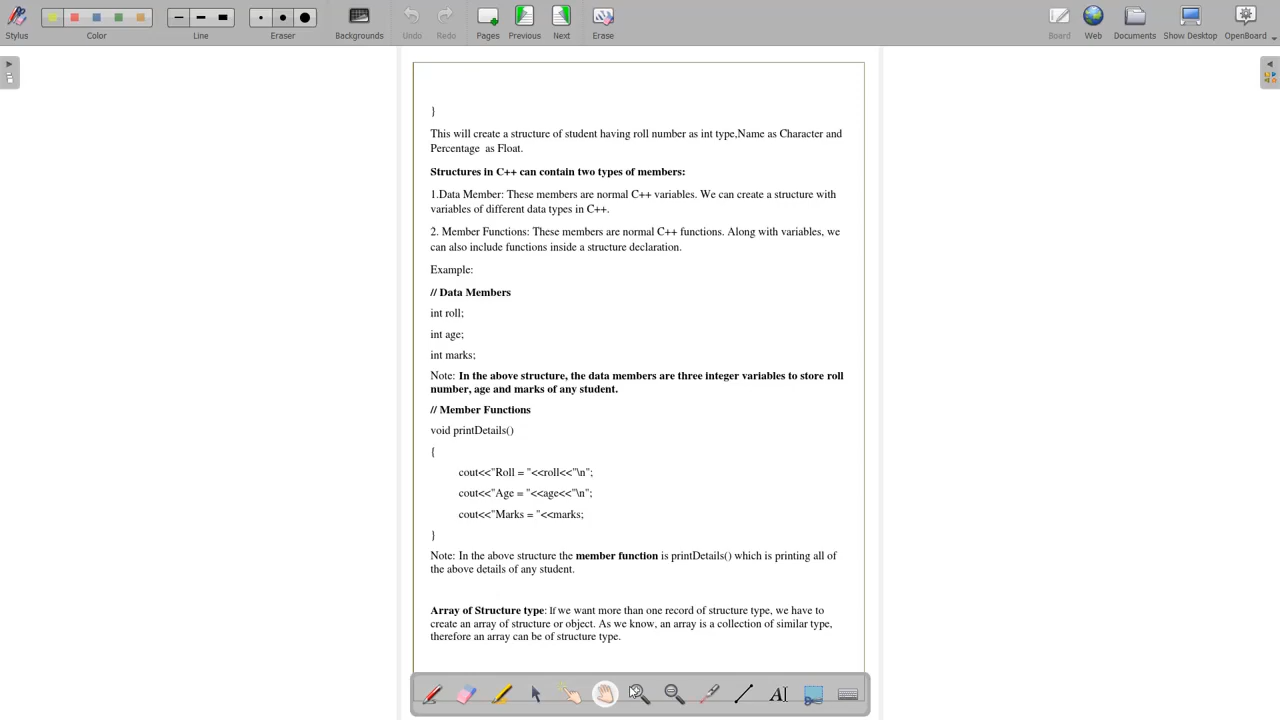 Stylus
Color
Line
Eraser
Backgrounds
Undo
Redo
Pages
Previous
Next
Erase
Board
Web
Documents
Show Desktop
OpenBoard
}
This will create a structure of student having roll number as int type,Name as Character and
Percentage  as Float.
Structures in C++ can contain two types of members:
1.Data Member: These members are normal C++ variables. We can create a structure with
variables of different data types in C++.
2. Member Functions: These members are normal C++ functions. Along with variables, we
can also include functions inside a structure declaration.
Example:
// Data Members
int roll;
int age;
int marks;
Note: In the above structure, the data members are three integer variables to store roll
number, age and marks of any student.
// Member Functions
void printDetails()
{
cout<<"Roll = "<<roll<<"\n";
cout<<"Age = "<<age<<"\n";
cout<<"Marks = "<<marks;
}
Note: In the above structure the member function is printDetails() which is printing all of
the above details of any student.
Array of Structure type: If we want more than one record of structure type, we have to
create an array of structure or object. As we know, an array is a collection of similar type,
therefore an array can be of structure type.
AI